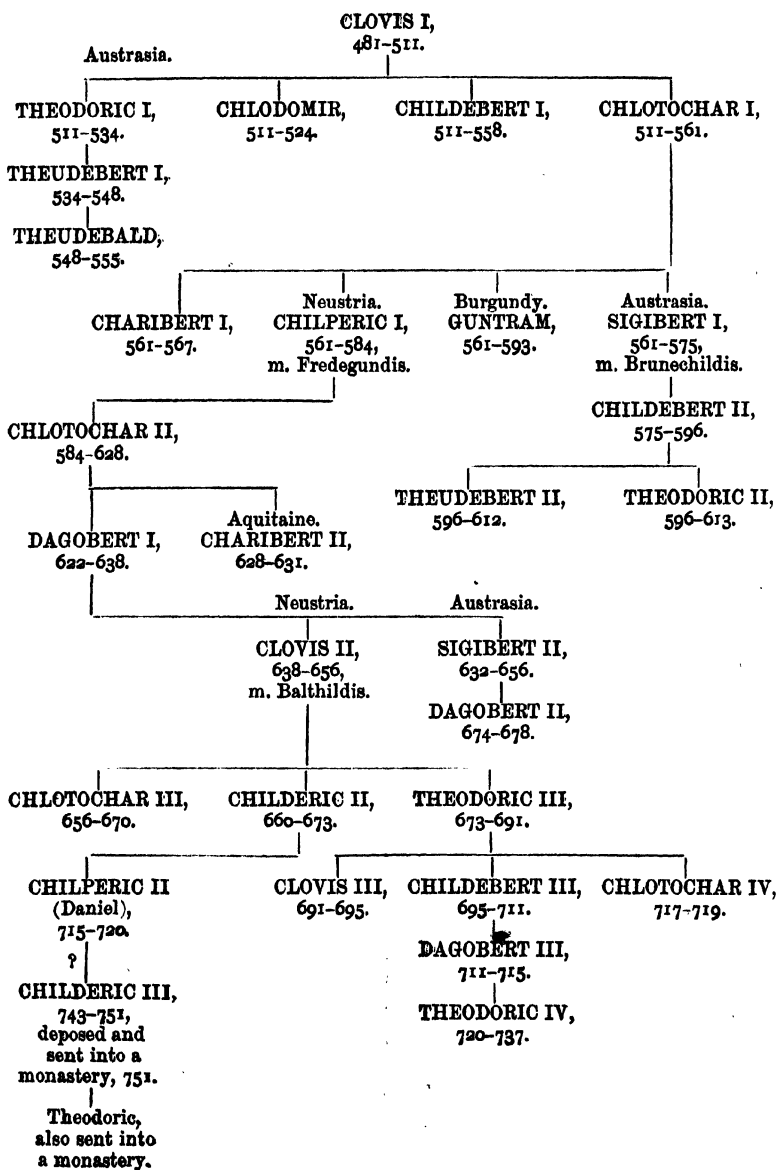 CLOVIS I,
481–511.
Austrasia.
THEODORIC I, CHLODOMIR, CHILDEBERT I, CHLOTOCHAR I,
511–534. 511–524. 511–558. 511–561.
THEUDEBERT I,
534–548.
THEUDEBALD,
548–555.
Neustria. Burgundy. Austrasia.
CHARIBERT I, CHILPERIC I, GUNTRAM, SIGIBERT I,
561–567. 561–584, 561–593. 561–575,
m. Fredegundis. m. Brunechildis.
CHILDEBERT II,
575–596.
CHLOTOCHAR II,
584–628.
THEUDEBERT II, THEODORIC II,
596–612. 596–613.
Aquitaine.
DAGOBERT I, CHARIBERT II,
622–638. 628–631.
Neustria. Austrasia.
CLOVIS II, SIGIBERT II,
638–656, 632–656.
m. Balthildis.
DAGOBERT II,
674–678.
CHLOTOCHAR III, CHILDERIC II, THEODORIC III,
656–670. 660–673. 673–691.
CHILPERIC II CLOVIS III, CHILDEBERT III, CHLOTOCHAR IV,
(Daniel), 691–695. 695–711. 717–719.
715–720.
DAGOBERT III,
711–715.
?
CHILDERIC III,
743–751,
deposed and
sent into a
monastery, 751.
THEODORIC IV,
720–737.
Theodoric,
also sent into
a monastery.